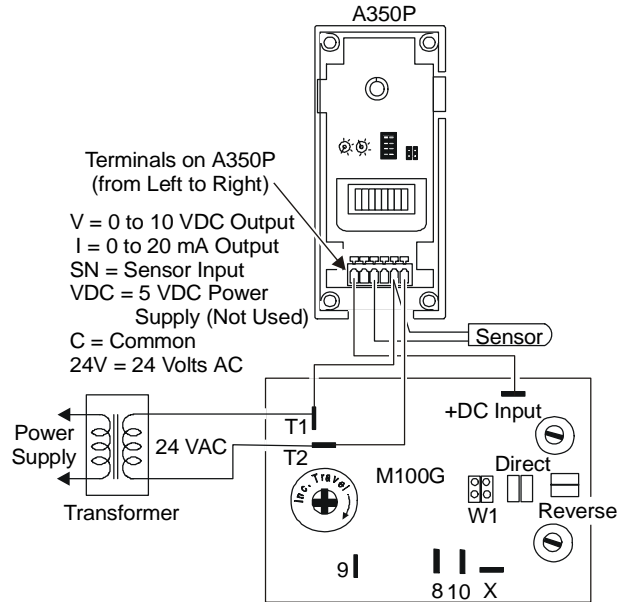 A350P
Terminals on A350P
(from Left to Right)
V = 0 to 10 VDC Output
I = 0 to 20 mA Output
SN = Sensor Input
VDC = 5 VDC Power
Supply (Not Used)
C = Common
24V = 24 Volts AC
Sensor
+DC Input
T1
Power
Supply
24 VAC
T2
Transformer
Inc. Travel
M100G
Direct
W1
Reverse
9
8 10 X